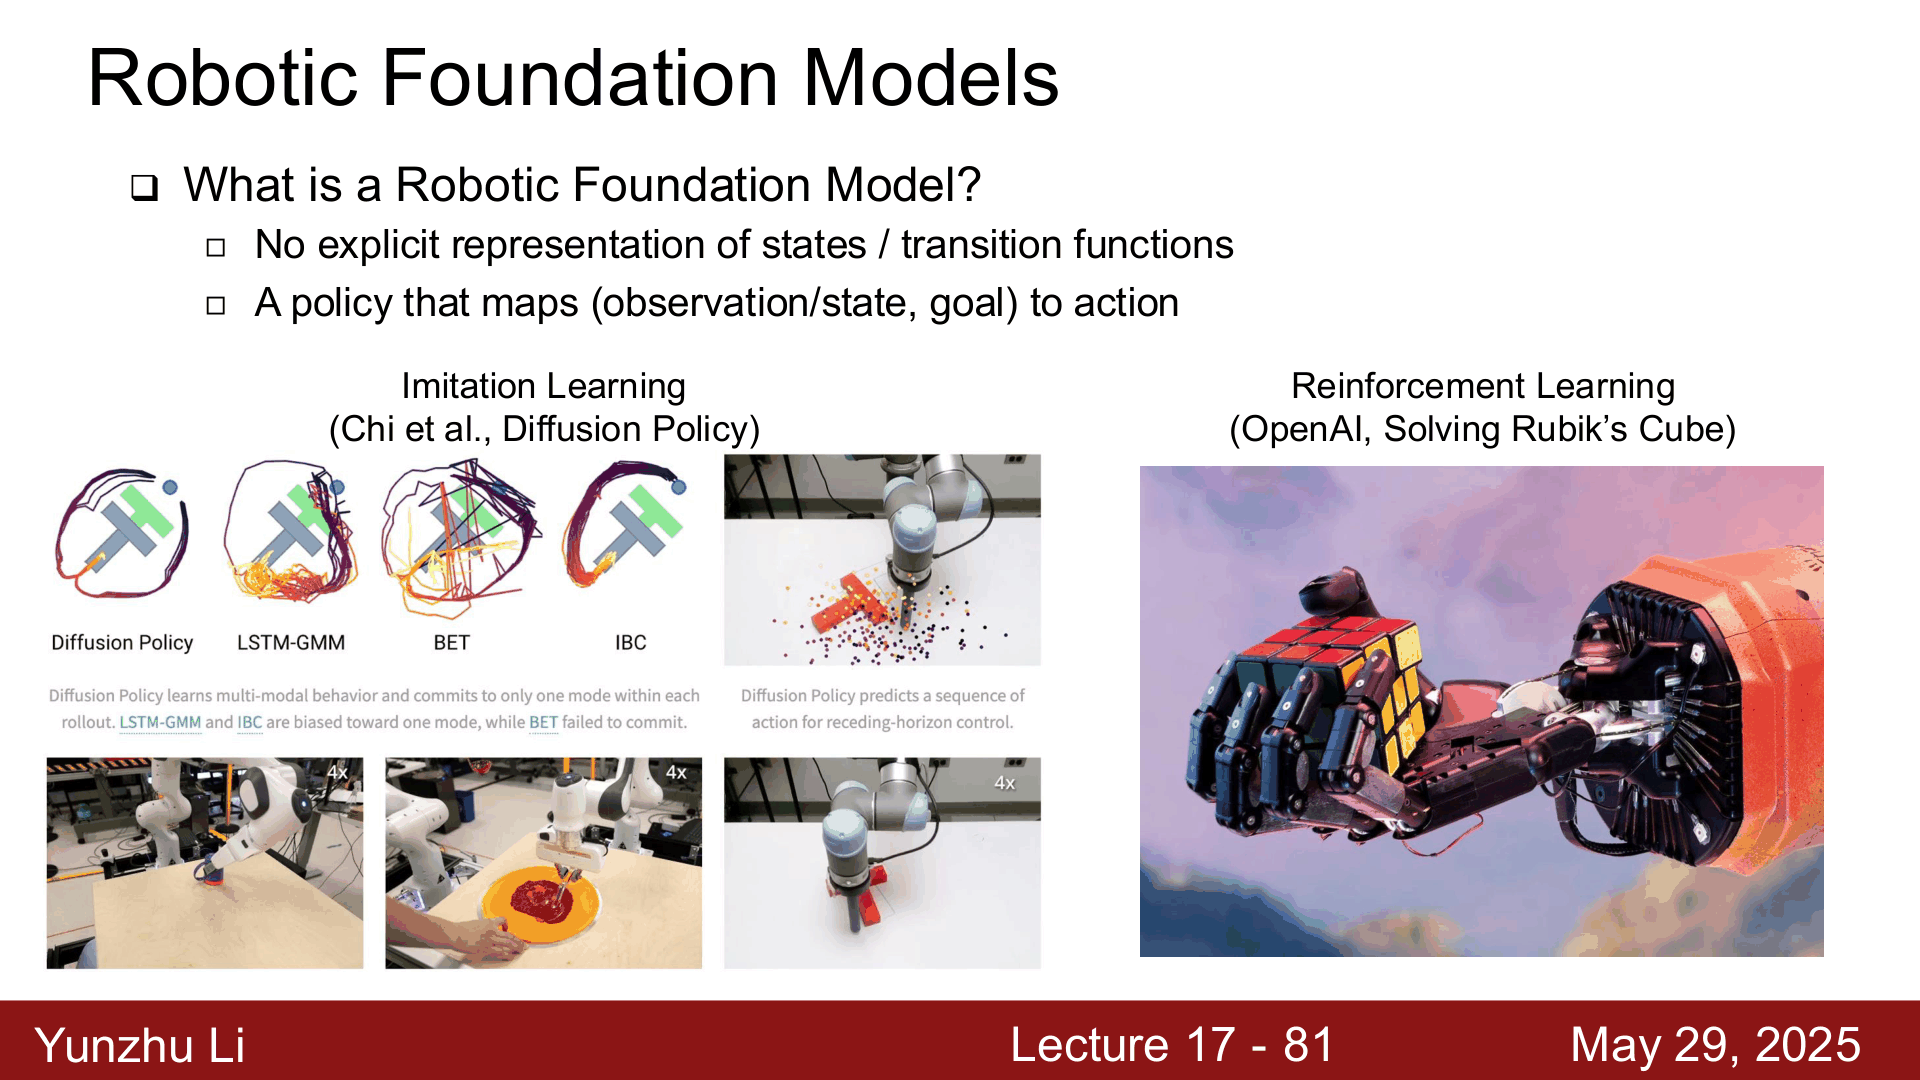 Robotic Foundation Models
What is a Robotic Foundation Model?
No explicit representation of states / transition functions
A policy that maps (observation/state, goal) to action
Imitation Learning
(Chi et al., Diffusion Policy)
Reinforcement Learning
(OpenAI, Solving Rubik’s Cube)
Diffusion Policy
LSTM-GMM
BET
IBC
Diffusion Policy learns multi-modal behavior and commits to only one mode within each
rollout. LSTM-GMM and IBC are biased toward one mode, while BET failed to commit.
Diffusion Policy predicts a sequence of
action for receding-horizon control.
4x
4x
4x
Yunzhu Li
Lecture 17 - 81
May 29, 2025